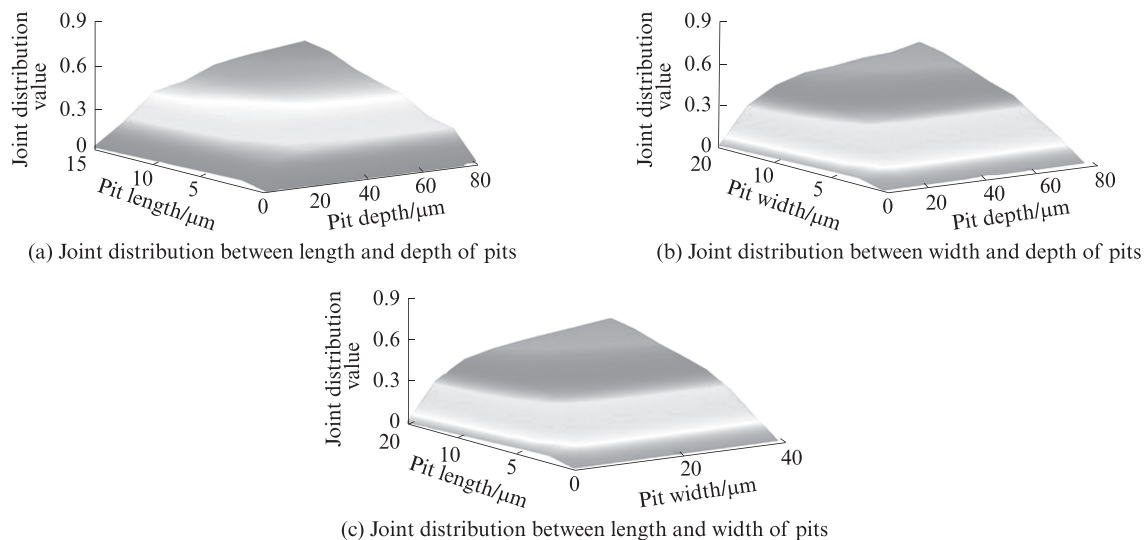 0.9
0.6
0.3
0
Joint distribution
value
15
10
5
0
Pit length/μm
20
40
60
80
Pit depth/μm
(a) Joint distribution between length and depth of pits
0.9
0.6
0.3
0
Joint distribution
value
20
10
5
0
Pit width/μm
20
40
60
80
Pit depth/μm
(b) Joint distribution between width and depth of pits
0.9
0.6
0.3
0
Joint distribution
value
20
10
5
0
Pit length/μm
20
40
Pit width/μm
(c) Joint distribution between length and width of pits